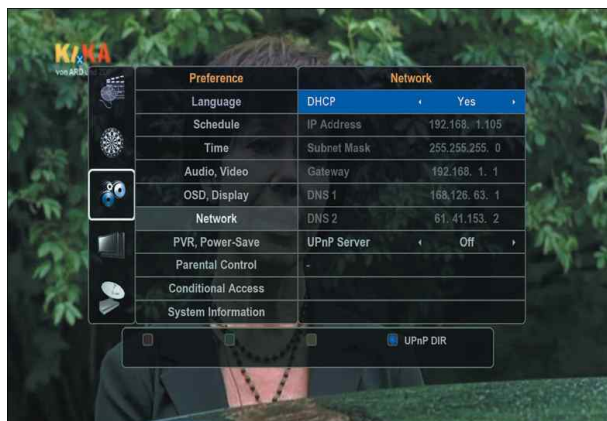 KiKA
von ARD und ZDF
Preference
Network
Language
DHCP
Yes
Schedule
IP Address
192.168. 1.105
Time
Subnet Mask
255.255.255. 0
Audio, Video
Gateway
192.168. 1. 1
OSD, Display
DNS 1
168.126. 63. 1
Network
DNS 2
61. 41.153. 2
PVR, Power-Save
UPnP Server
Off
Parental Control
-
Conditional Access
System Information
UPnP DIR